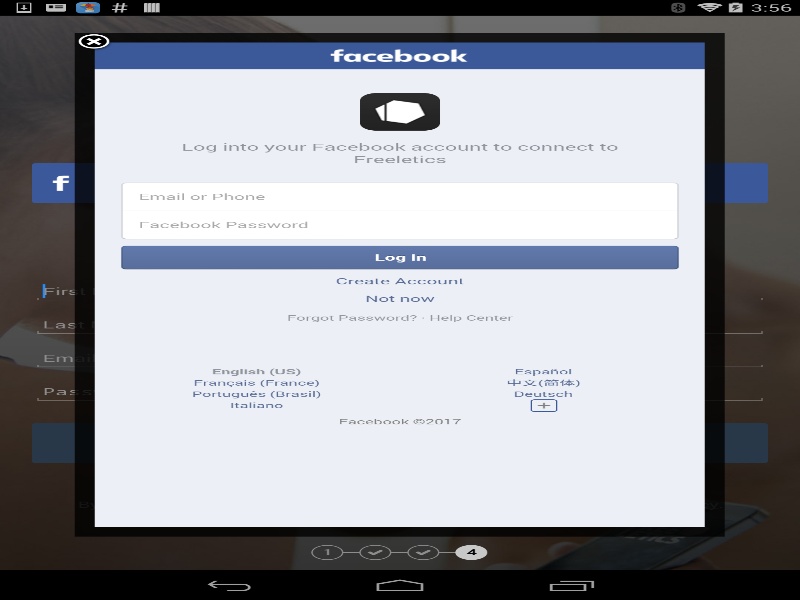 3:56
facebook
Log into your Facebook account to connect to
Freeletics
f
Email or Phone
Facebook Password
Log In
Create Account
First
Not now
Last
Forgot Password? · Help Center
English (US)
Español
Français (France)
中文(简体)
Português (Brasil)
Deutsch
Italiano
Facebook ©2017
1
4